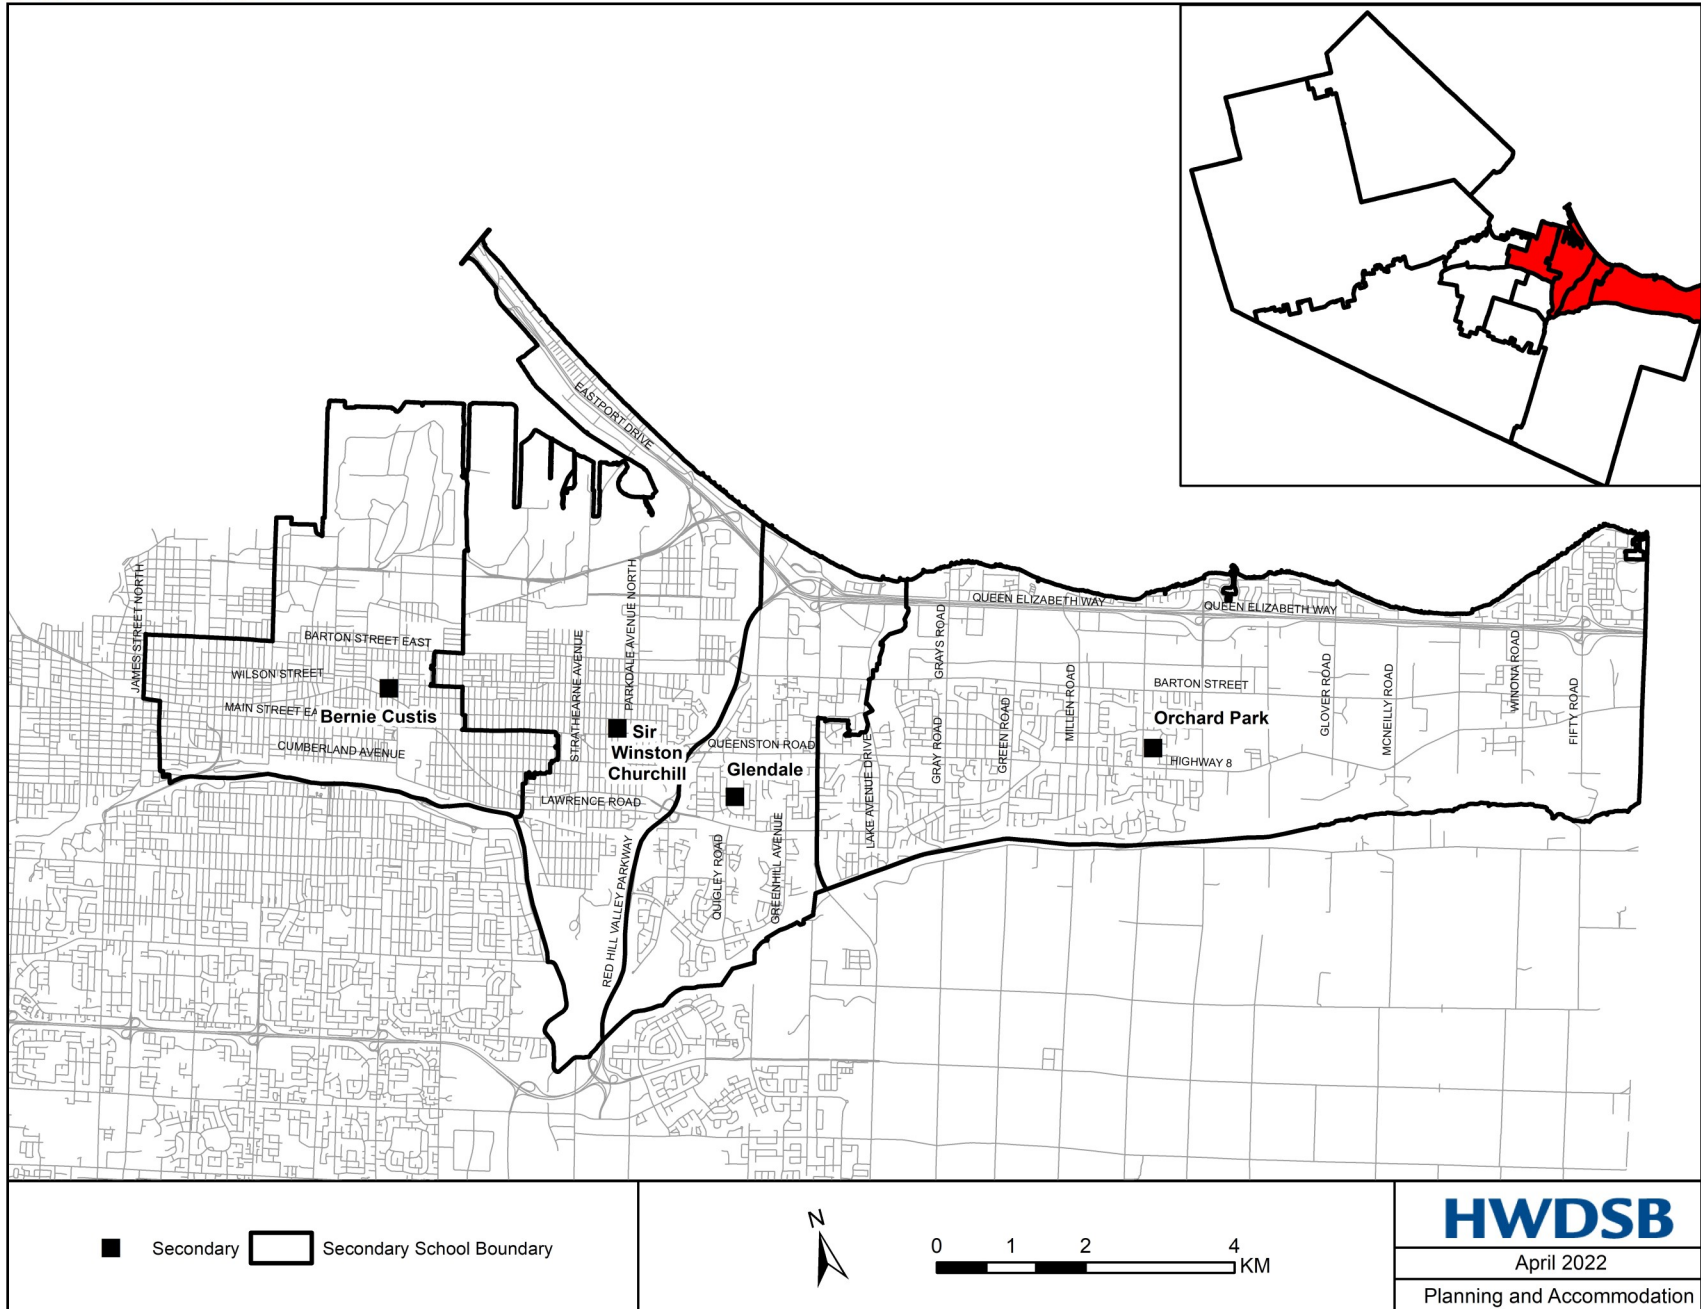 EASTPORT DRIVE
JAMES STREET NORTH
BARTON STREET EAST
WILSON STREET
MAIN STREET EA
Bernie Custis
CUMBERLAND AVENUE
STRATHEARNE AVENUE
PARKDALE AVENUE NORTH
Sir
Winston
Churchill
LAWRENCE ROAD
RED HILL VALLEY PARKWAY
QUEENSTON ROAD
Glendale
QUIGLEY ROAD
GREENHILL AVENUE
LAKE AVENUE DRIVE
GRAYS ROAD
GRAY ROAD
GREEN ROAD
QUEEN ELIZABETH WAY
QUEEN ELIZABETH WAY
MILLEN ROAD
BARTON STREET
Orchard Park
HIGHWAY 8
GLOVER ROAD
MCNEILLY ROAD
WINONA ROAD
FIFTY ROAD
Secondary
Secondary School Boundary
N
0 1 2 4
KM
HWDSB
April 2022
Planning and Accommodation